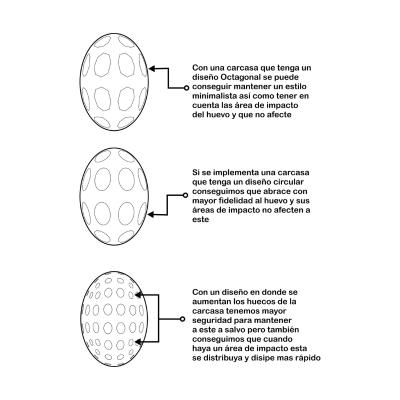 Con una carcasa que tenga un
diseño Octagonal se puede
conseguir mantener un estilo
minimalista así como tener en
cuenta las área de impacto
del huevo y que no afecte
Si se implementa una carcasa
que tenga un diseño circular
conseguimos que abrace con
mayor fidelidad al huevo y sus
áreas de impacto no afecten a
este
Con un diseño en donde se
aumentan los huecos de la
carcasa tenemos mayor
seguridad para mantener
a este a salvo pero también
conseguimos que cuando
haya un área de impacto esta
se distribuya y disipe mas rápido